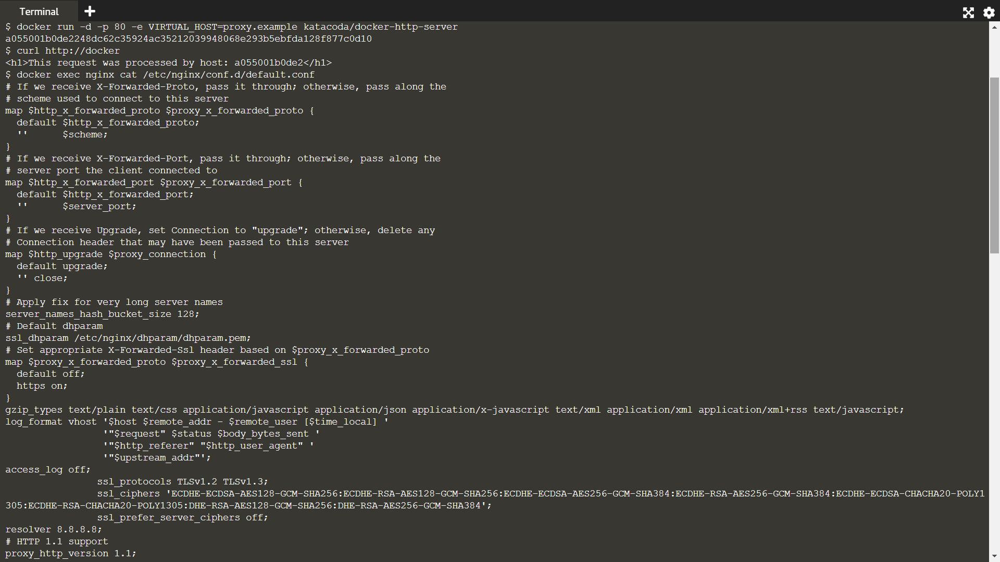 Terminal
$ docker run -d -p 80 -e VIRTUAL_HOST=proxy.example katacoda/docker-http-server
a055001b0de2248dc62c35924ac35212039948068e293b5ebfda128f877c0d10
$ curl http://docker
<h1>This request was processed by host: a055001b0de2</h1>
$ docker exec nginx cat /etc/nginx/conf.d/default.conf
# If we receive X-Forwarded-Proto, pass it through; otherwise, pass along the
# scheme used to connect to this server
map $http_x_forwarded_proto $proxy_x_forwarded_proto {
  default $http_x_forwarded_proto;
  ''      $scheme;
}
# If we receive X-Forwarded-Port, pass it through; otherwise, pass along the
# server port the client connected to
map $http_x_forwarded_port $proxy_x_forwarded_port {
  default $http_x_forwarded_port;
  ''      $server_port;
}
# If we receive Upgrade, set Connection to "upgrade"; otherwise, delete any
# Connection header that may have been passed to this server
map $http_upgrade $proxy_connection {
  default upgrade;
  '' close;
}
# Apply fix for very long server names
server_names_hash_bucket_size 128;
# Default dhparam
ssl_dhparam /etc/nginx/dhparam/dhparam.pem;
# Set appropriate X-Forwarded-Ssl header based on $proxy_x_forwarded_proto
map $proxy_x_forwarded_proto $proxy_x_forwarded_ssl {
  default off;
  https on;
}
gzip_types text/plain text/css application/javascript application/json application/x-javascript text/xml application/xml application/xml+rss text/javascript;
log_format vhost '$host $remote_addr - $remote_user [$time_local] '
                 '"$request" $status $body_bytes_sent '
                 '"$http_referer" "$http_user_agent" '
                 '"$upstream_addr"';
access_log off;
                ssl_protocols TLSv1.2 TLSv1.3;
                ssl_ciphers 'ECDHE-ECDSA-AES128-GCM-SHA256:ECDHE-RSA-AES128-GCM-SHA256:ECDHE-ECDSA-AES256-GCM-SHA384:ECDHE-RSA-AES256-GCM-SHA384:ECDHE-ECDSA-CHACHA20-POLY1
305:ECDHE-RSA-CHACHA20-POLY1305:DHE-RSA-AES128-GCM-SHA256:DHE-RSA-AES256-GCM-SHA384';
                ssl_prefer_server_ciphers off;
resolver 8.8.8.8;
# HTTP 1.1 support
proxy_http_version 1.1;